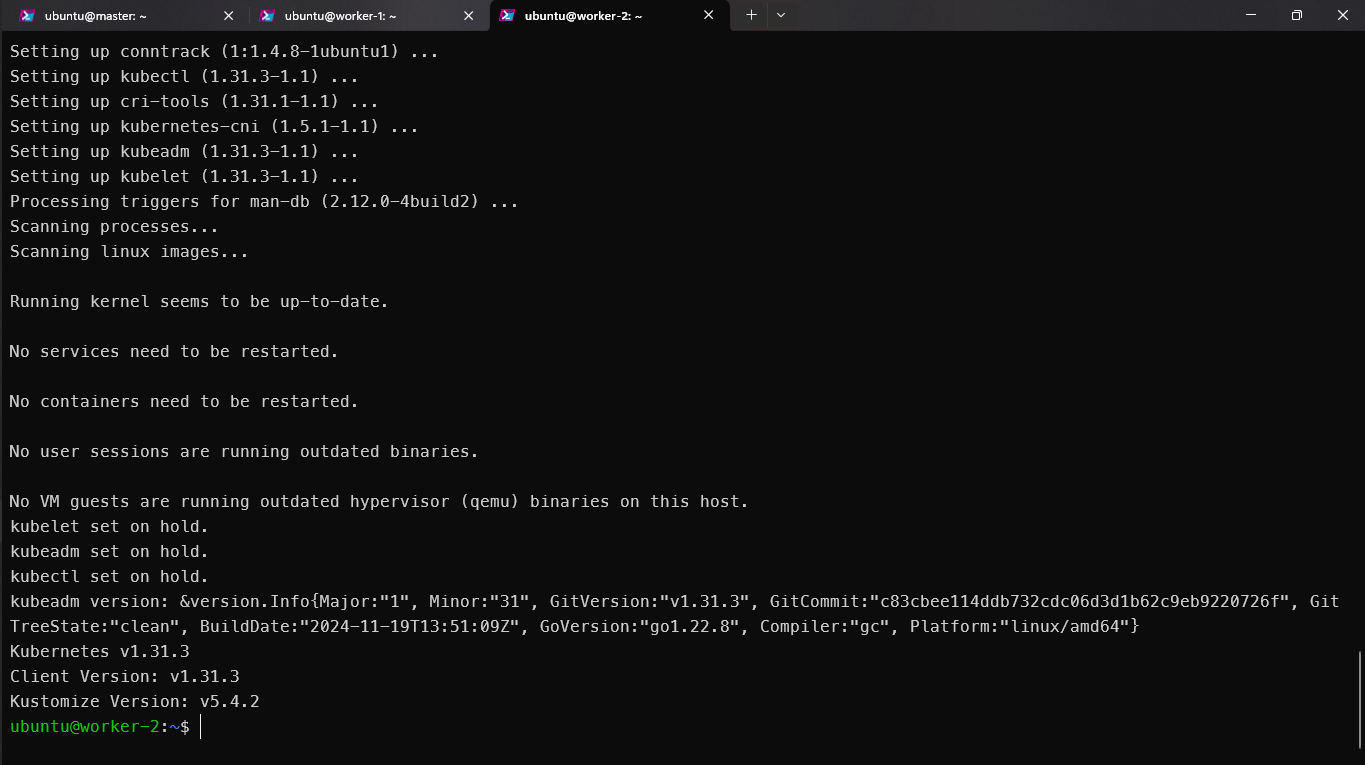 ubuntu@master: ~
ubuntu@worker-1: ~
ubuntu@worker-2: ~
Setting up conntrack (1:1.4.8-1ubuntu1) ...
Setting up kubectl (1.31.3-1.1) ...
Setting up cri-tools (1.31.1-1.1) ...
Setting up kubernetes-cni (1.5.1-1.1) ...
Setting up kubeadm (1.31.3-1.1) ...
Setting up kubelet (1.31.3-1.1) ...
Processing triggers for man-db (2.12.0-4build2) ...
Scanning processes...
Scanning linux images...
Running kernel seems to be up-to-date.
No services need to be restarted.
No containers need to be restarted.
No user sessions are running outdated binaries.
No VM guests are running outdated hypervisor (qemu) binaries on this host.
kubelet set on hold.
kubeadm set on hold.
kubectl set on hold.
kubeadm version: &version.Info{Major:"1", Minor:"31", GitVersion:"v1.31.3", GitCommit:"c83cbee114ddb732cdc06d3d1b62c9eb9220726f", Git
TreeState:"clean", BuildDate:"2024-11-19T13:51:09Z", GoVersion:"go1.22.8", Compiler:"gc", Platform:"linux/amd64"}
Kubernetes v1.31.3
Client Version: v1.31.3
Kustomize Version: v5.4.2
ubuntu@worker-2:~$